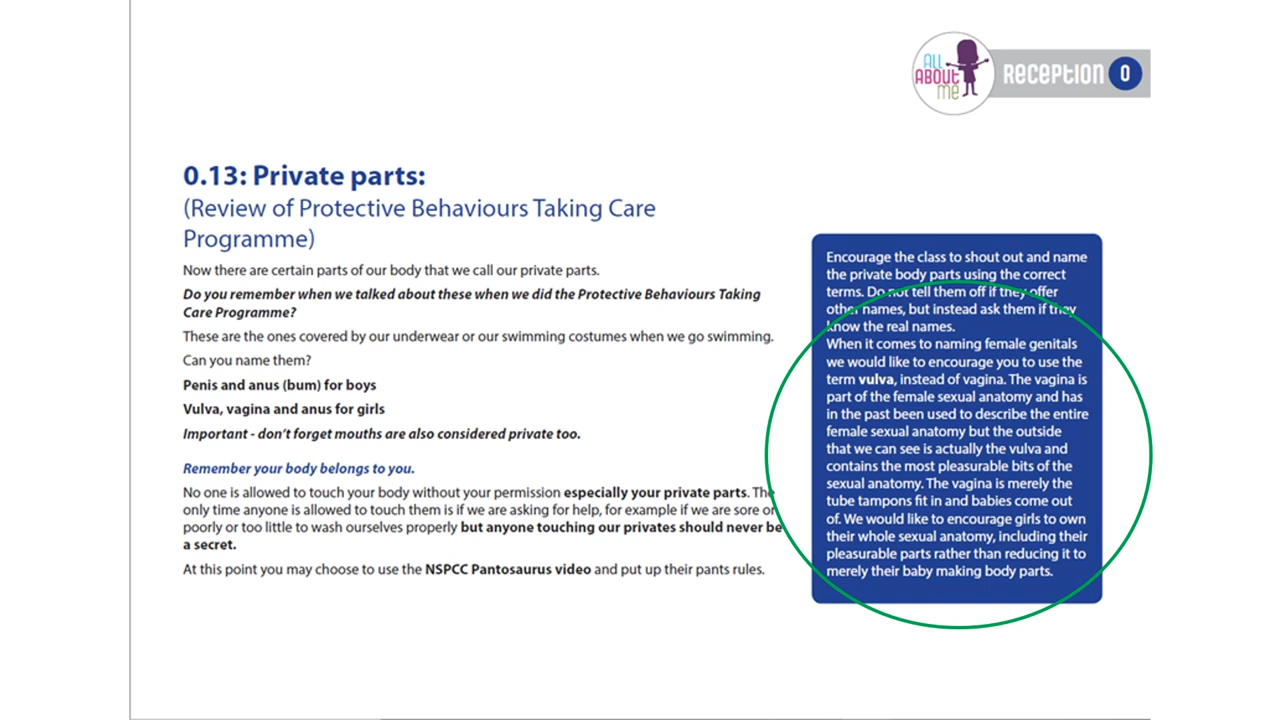 ALL
ABOUT
me
RECEPTION 0
0.13: Private parts:
(Review of Protective Behaviours Taking Care
Programme)
Now there are certain parts of our body that we call our private parts.
Do you remember when we talked about these when we did the Protective Behaviours Taking
Care Programme?
These are the ones covered by our underwear or our swimming costumes when we go swimming.
Can you name them?
Penis and anus (bum) for boys
Vulva, vagina and anus for girls
Important - don't forget mouths are also considered private too.
Remember your body belongs to you.
No one is allowed to touch your body without your permission especially your private parts. The
only time anyone is allowed to touch them is if we are asking for help, for example if we are sore or
poorly or too little to wash ourselves properly but anyone touching our privates should never be
a secret.
At this point you may choose to use the NSPCC Pantosaurus video and put up their pants rules.
Encourage the class to shout out and name
the private body parts using the correct
terms. Do not tell them off if they offer
other names, but instead ask them if they
know the real names.
When it comes to naming female genitals
we would like to encourage you to use the
term vulva, instead of vagina. The vagina is
part of the female sexual anatomy and has
in the past been used to describe the entire
female sexual anatomy but the outside
that we can see is actually the vulva and
contains the most pleasurable bits of the
sexual anatomy. The vagina is merely the
tube tampons fit in and babies come out
of. We would like to encourage girls to own
their whole sexual anatomy, including their
pleasurable parts rather than reducing it to
merely their baby making body parts.